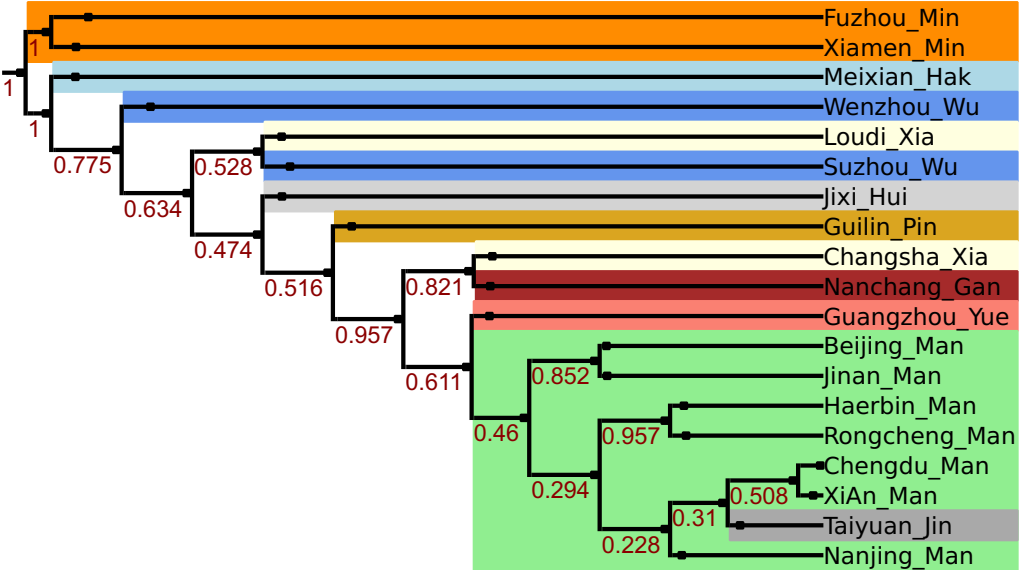 Fuzhou_Min
1
Xiamen_Min
1
Meixian_Hak
Wenzhou_Wu
1
Loudi_Xia
0.775
0.528
Suzhou_Wu
Jixi_Hui
0.634
Guilin_Pin
0.474
Changsha_Xia
0.516
0.821
Nanchang_Gan
Guangzhou_Yue
0.957
Beijing_Man
0.611
0.852
Jinan_Man
Haerbin_Man
0.46
0.957
Rongcheng_Man
Chengdu_Man
0.294
0.508
XiAn_Man
0.31
Taiyuan_Jin
0.228
Nanjing_Man